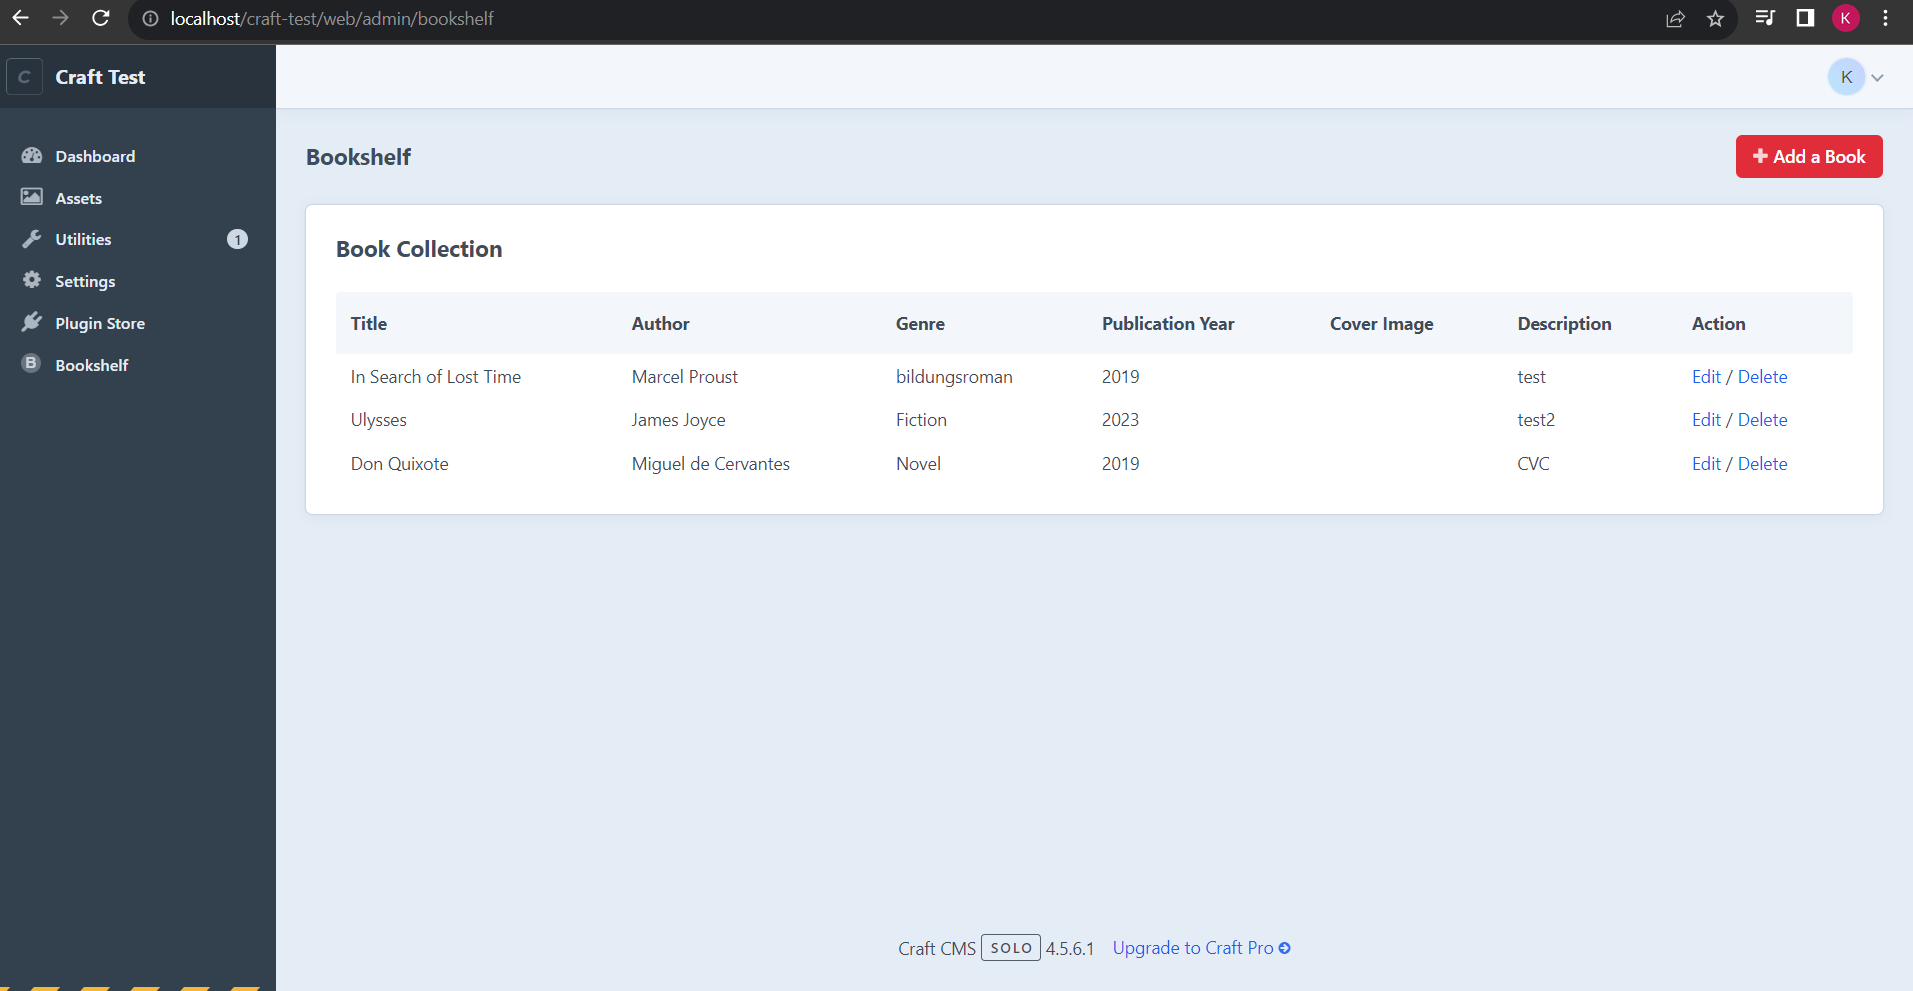 localhost/craft-test/web/admin/bookshelf
K
C Craft Test
K
Dashboard
Assets
Utilities 1
Settings
Plugin Store
B Bookshelf
Bookshelf
+ Add a Book
Book Collection
Title Author Genre Publication Year Cover Image Description Action
In Search of Lost Time Marcel Proust bildungsroman 2019 test Edit / Delete
Ulysses James Joyce Fiction 2023 test2 Edit / Delete
Don Quixote Miguel de Cervantes Novel 2019 CVC Edit / Delete
Craft CMS SOLO 4.5.6.1 Upgrade to Craft Pro